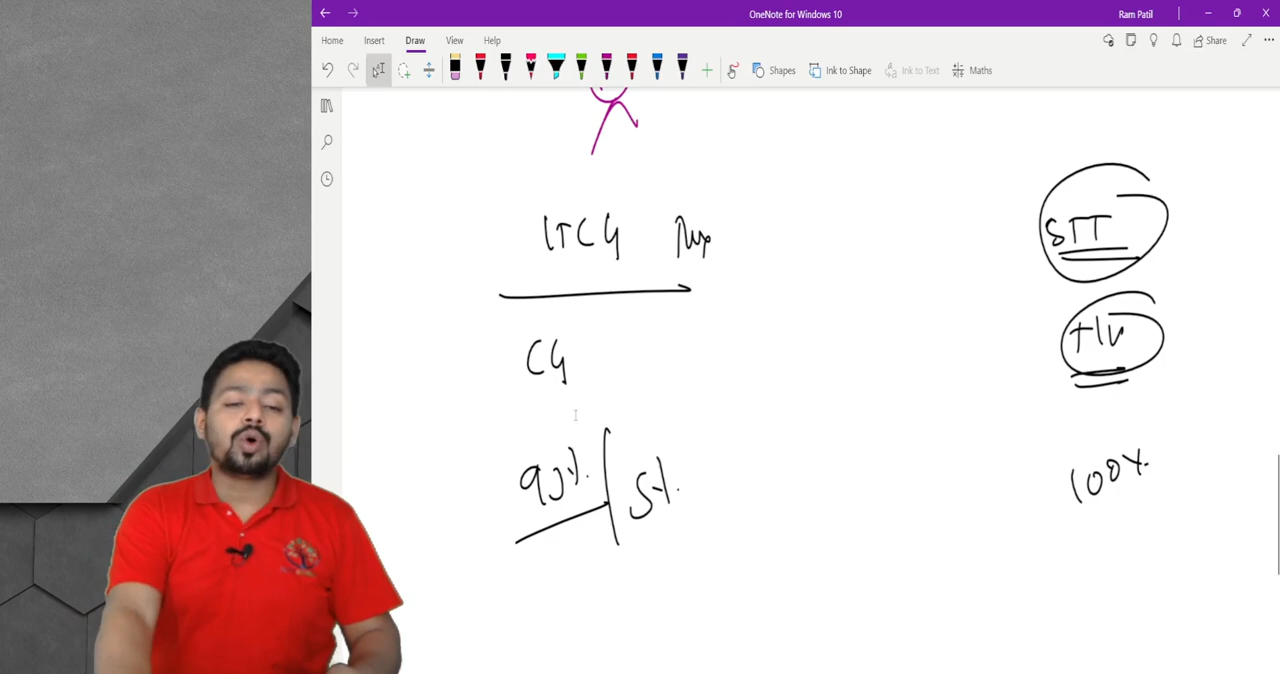 OneNote for Windows 10
Ram Patil
Home Insert Draw View Help
Share
Shapes
Ink to Shape
Ink to Text
Maths
LTCG
STT
CG
90%. 5%.
100%.